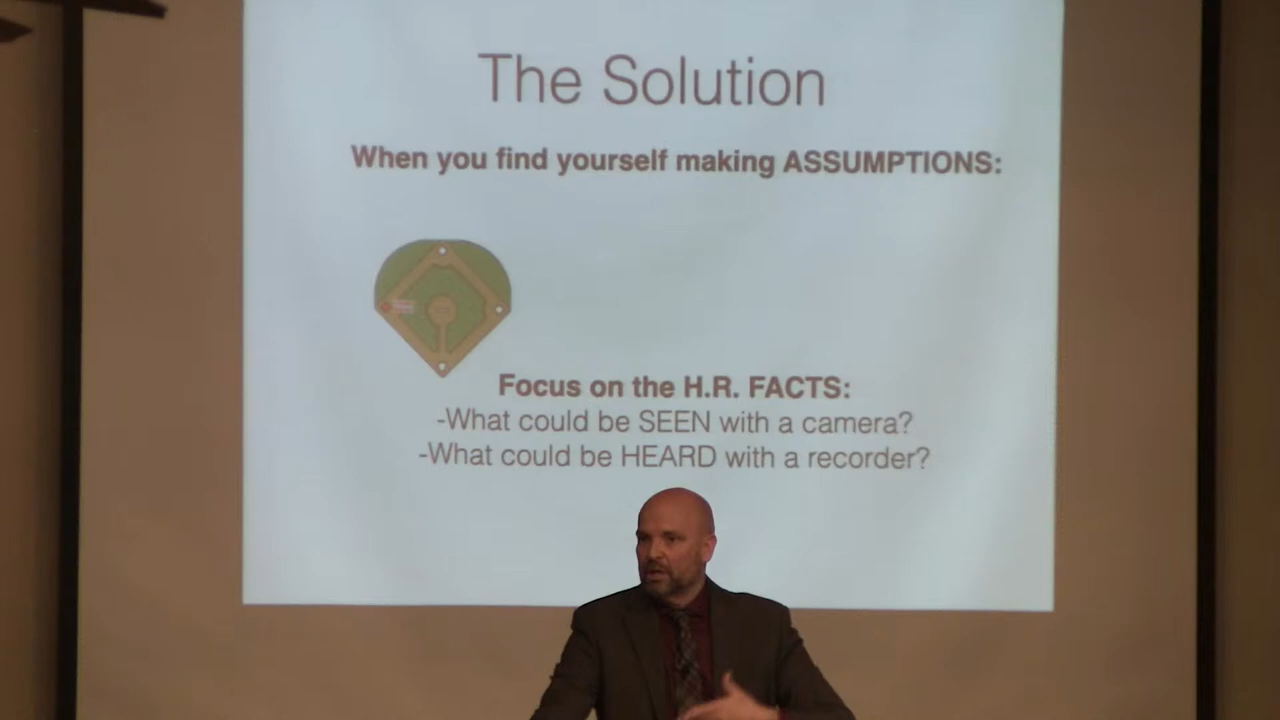 The Solution
When you find yourself making ASSUMPTIONS:
Focus on the H.R. FACTS:
-What could be SEEN with a camera?
-What could be HEARD with a recorder?